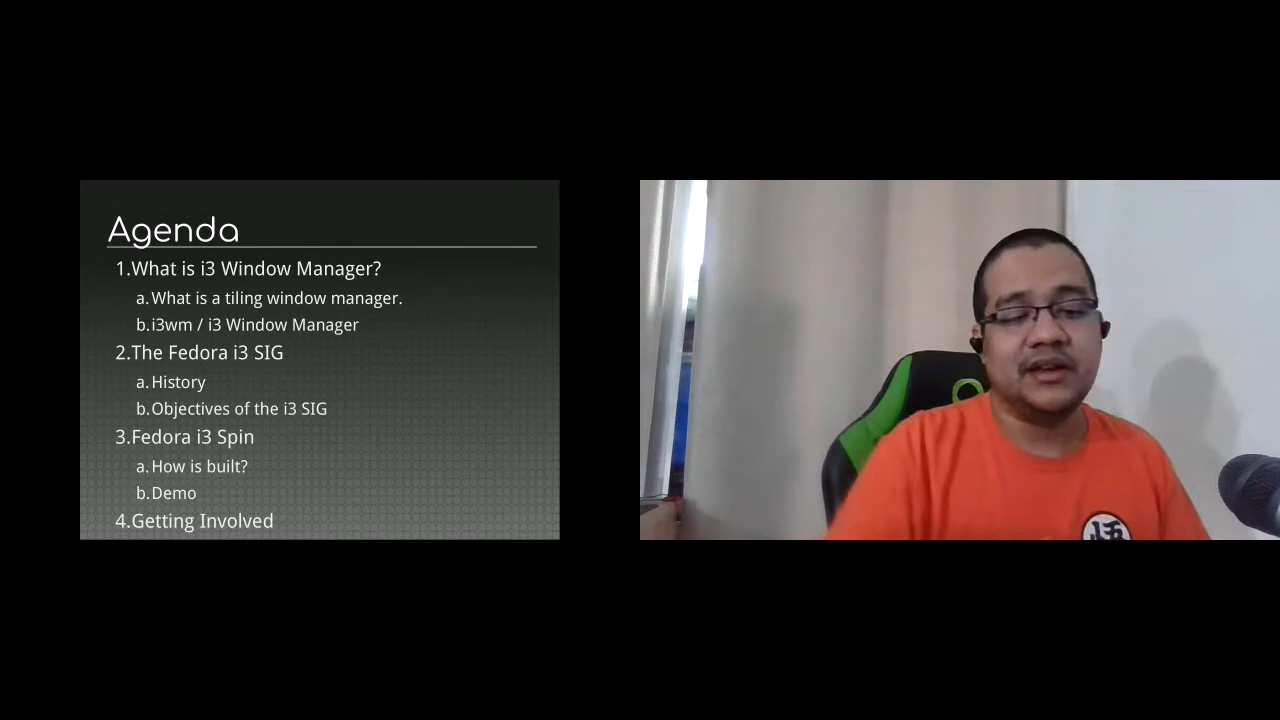 Agenda
1.What is i3 Window Manager?
a.What is a tiling window manager.
b.i3wm / i3 Window Manager
2.The Fedora i3 SIG
a.History
b.Objectives of the i3 SIG
3.Fedora i3 Spin
a.How is built?
b.Demo
4.Getting Involved
悟